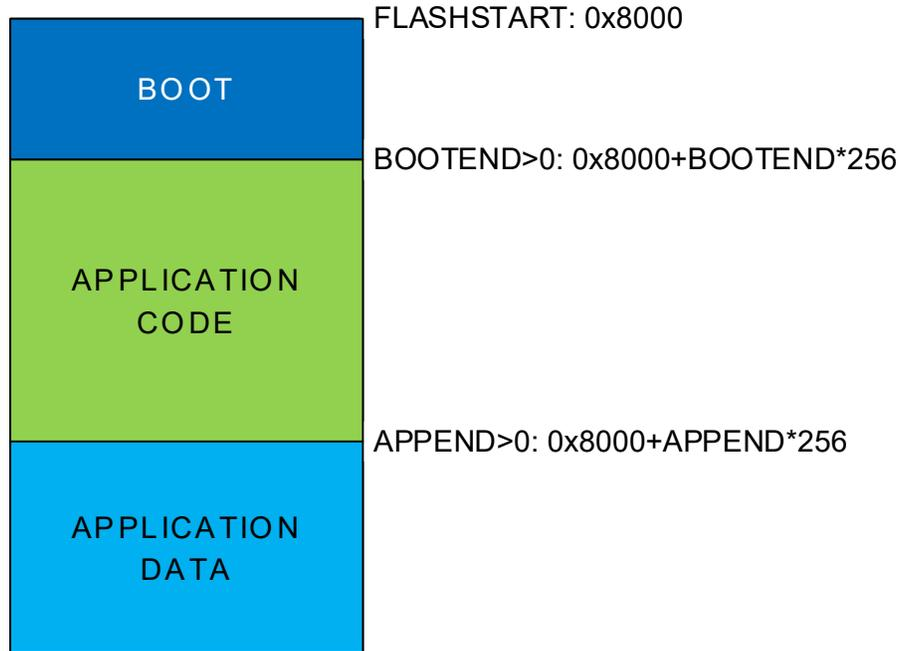 FLASHSTART: 0x8000
BOOT
BOOTEND>0: 0x8000+BOOTEND*256
APPLICATION
CODE
APPEND>0: 0x8000+APPEND*256
APPLICATION
DATA